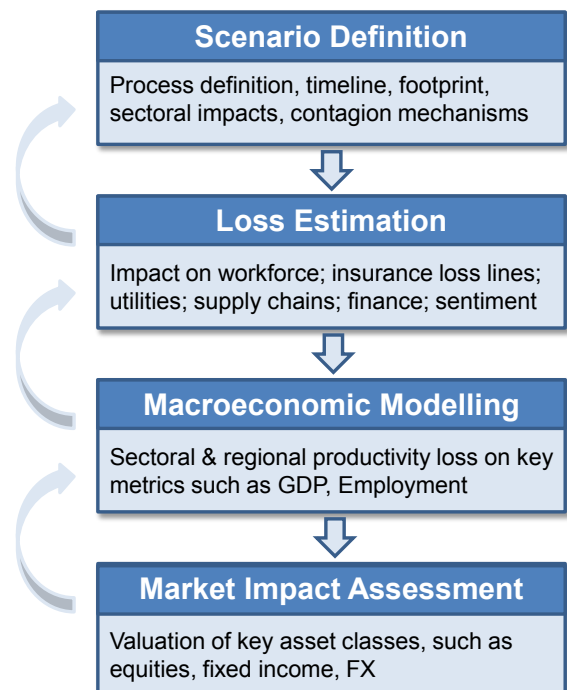 Scenario Definition
Process definition, timeline, footprint,
sectoral impacts, contagion mechanisms
Loss Estimation
Impact on workforce; insurance loss lines;
utilities; supply chains; finance; sentiment
Macroeconomic Modelling
Sectoral & regional productivity loss on key
metrics such as GDP, Employment
Market Impact Assessment
Valuation of key asset classes, such as
equities, fixed income, FX